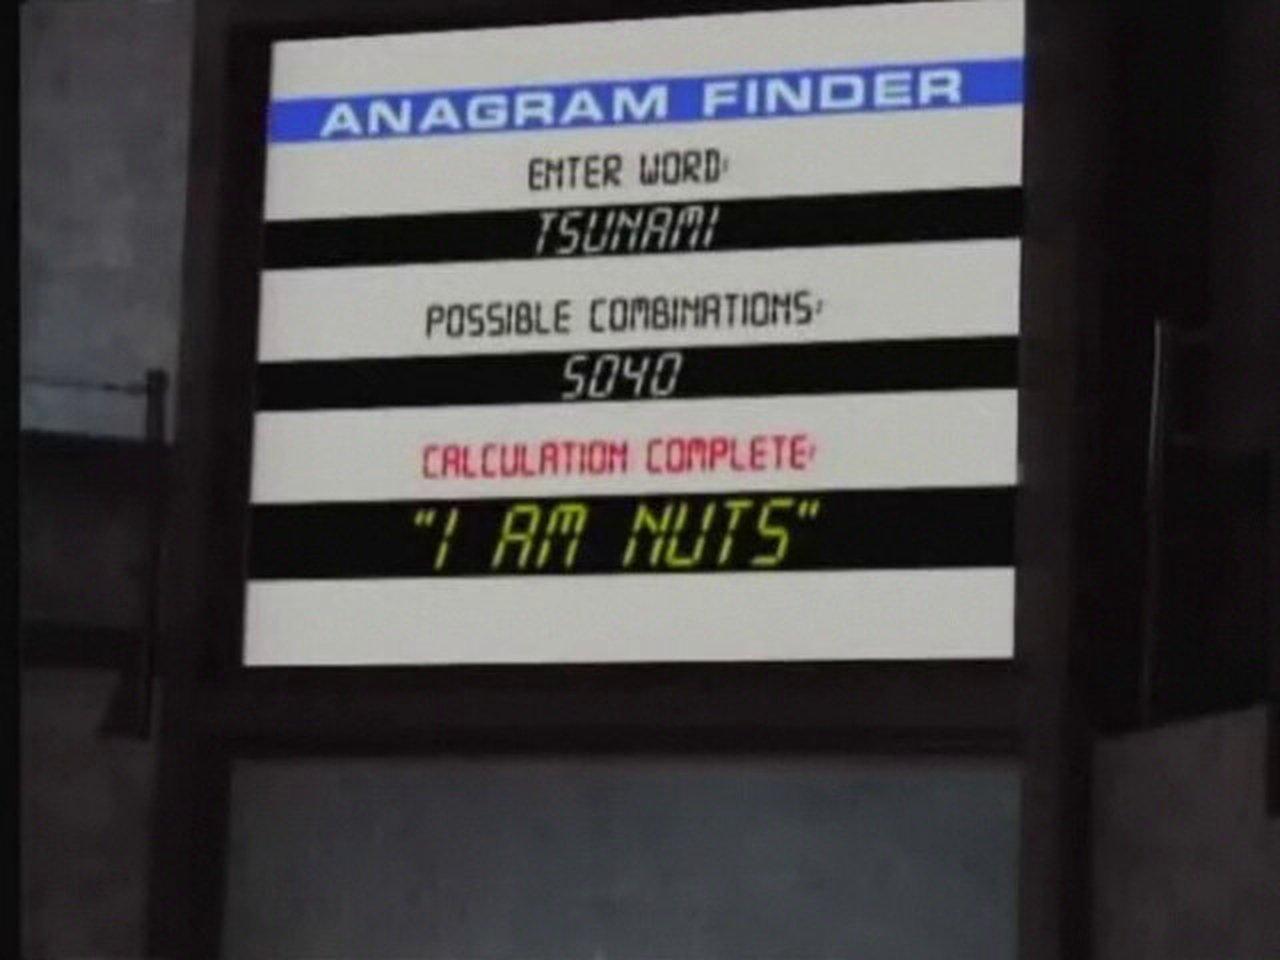 ANAGRAM FINDER
ENTER WORD:
TSUNAMI
POSSIBLE COMBINATIONS:
5040
CALCULATION COMPLETE:
"I AM NUTS"